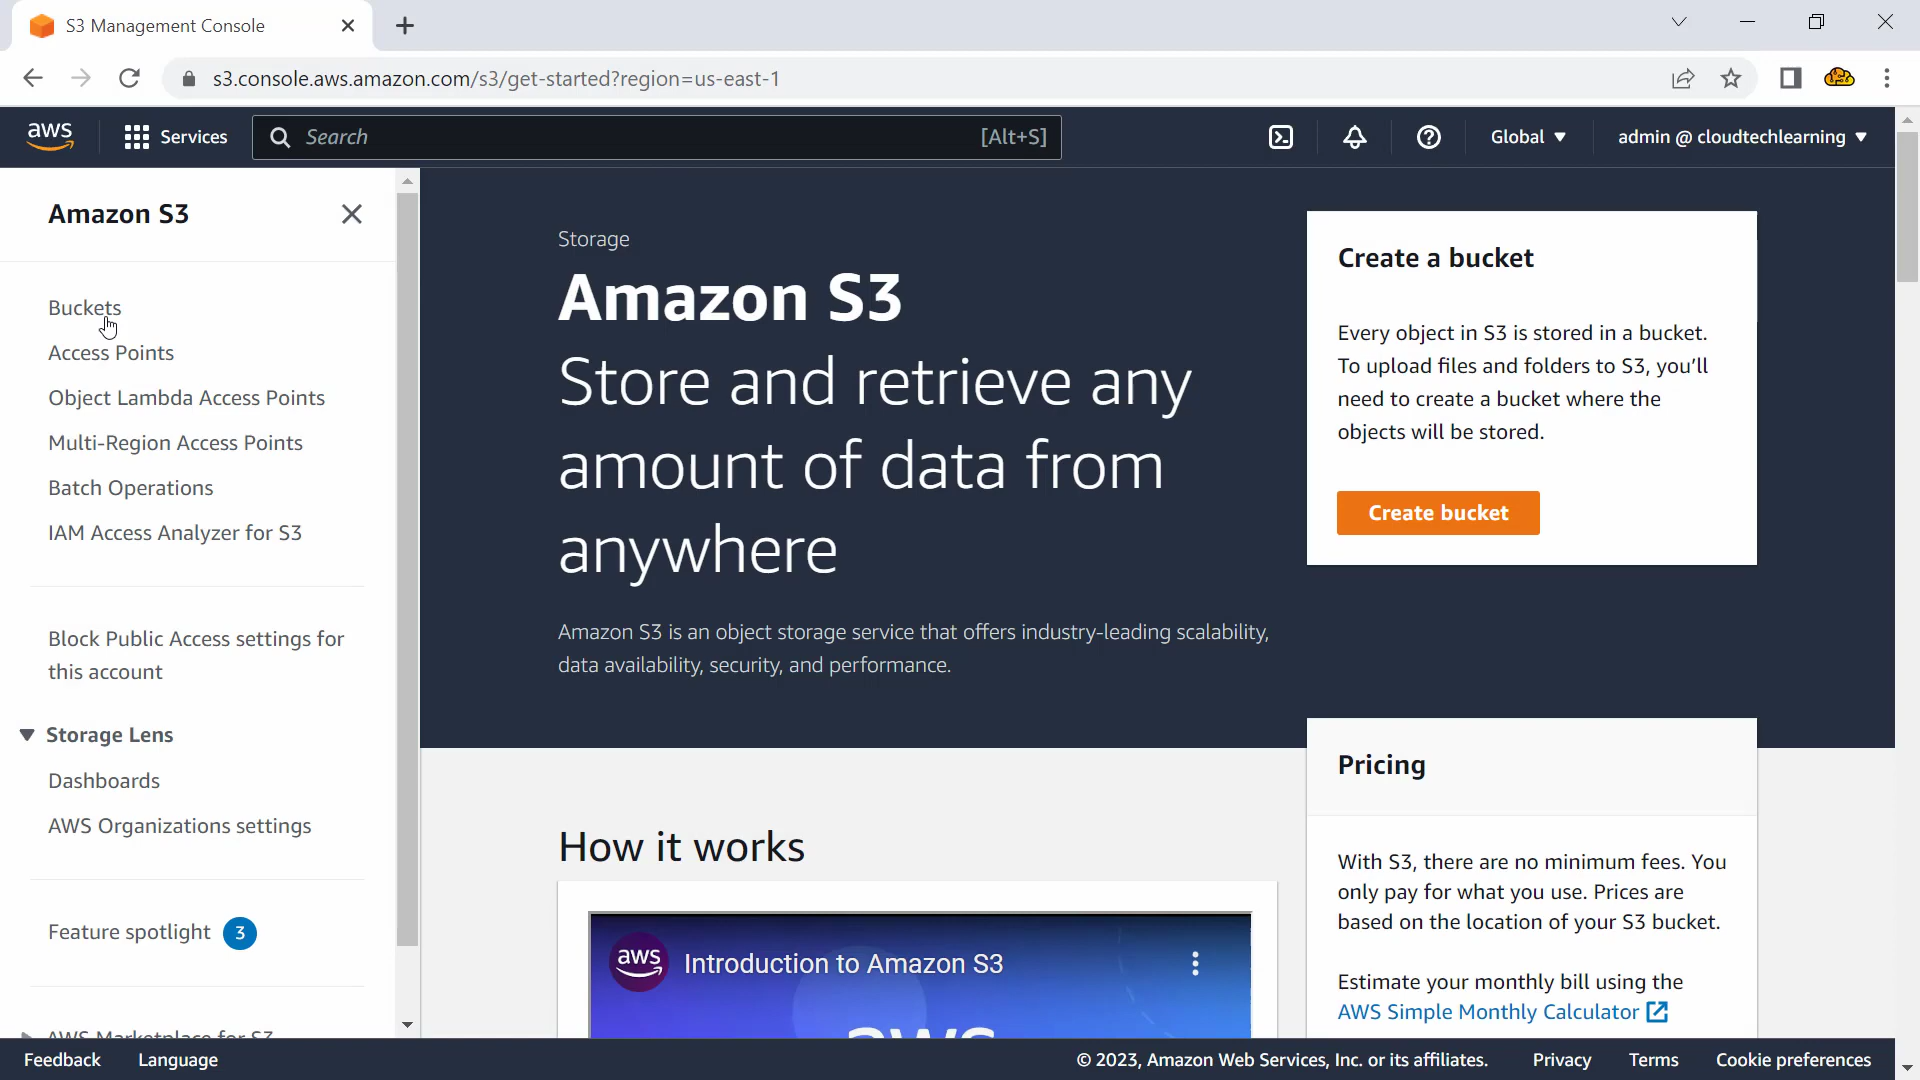 S3 Management Console
s3.console.aws.amazon.com/s3/get-started?region=us-east-1
aws
Services
Search
[Alt+S]
Global
admin @ cloudtechlearning
Amazon S3
Buckets
Access Points
Object Lambda Access Points
Multi-Region Access Points
Batch Operations
IAM Access Analyzer for S3
Block Public Access settings for
this account
Storage Lens
Dashboards
AWS Organizations settings
Feature spotlight 3
AWS Marketplace for S3
Storage
Amazon S3
Store and retrieve any
amount of data from
anywhere
Amazon S3 is an object storage service that offers industry-leading scalability,
data availability, security, and performance.
How it works
aws
Introduction to Amazon S3
aws
Create a bucket
Every object in S3 is stored in a bucket.
To upload files and folders to S3, you'll
need to create a bucket where the
objects will be stored.
Create bucket
Pricing
With S3, there are no minimum fees. You
only pay for what you use. Prices are
based on the location of your S3 bucket.
Estimate your monthly bill using the
AWS Simple Monthly Calculator
Feedback
Language
© 2023, Amazon Web Services, Inc. or its affiliates.
Privacy
Terms
Cookie preferences